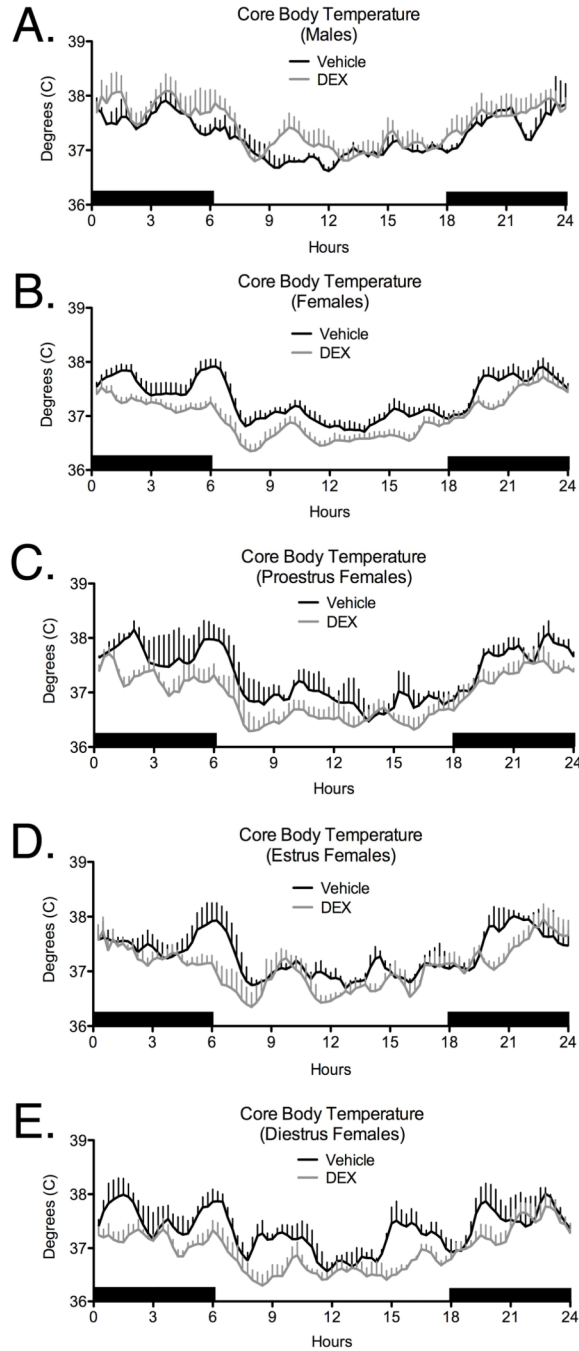 A.
Core Body Temperature
(Males)
Vehicle
DEX
Degrees (C)
39
38
37
36
0 3 6 9 12 15 18 21 24
Hours
B.
Core Body Temperature
(Females)
Vehicle
DEX
Degrees (C)
39
38
37
36
0 3 6 9 12 15 18 21 24
Hours
C.
Core Body Temperature
(Proestrus Females)
Vehicle
DEX
Degrees (C)
39
38
37
36
0 3 6 9 12 15 18 21 24
Hours
D.
Core Body Temperature
(Estrus Females)
Vehicle
DEX
Degrees (C)
39
38
37
36
0 3 6 9 12 15 18 21 24
Hours
E.
Core Body Temperature
(Diestrus Females)
Vehicle
DEX
Degrees (C)
39
38
37
36
0 3 6 9 12 15 18 21 24
Hours